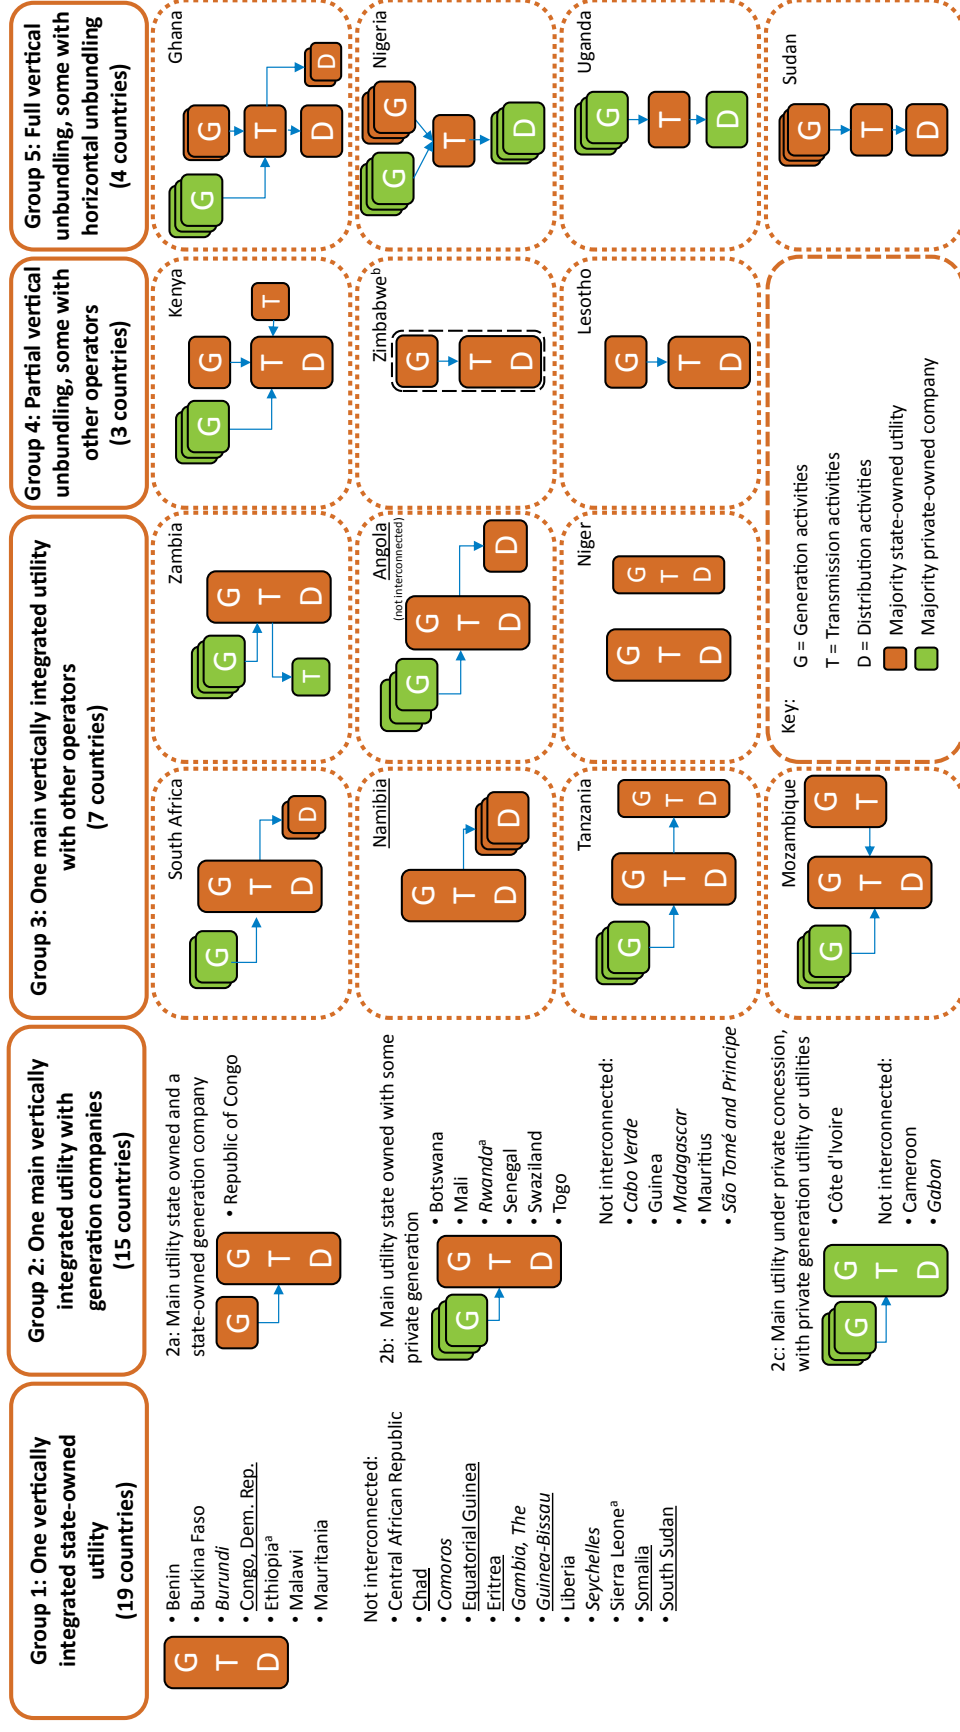 Group 1: One vertically
integrated state-owned
utility
(19 countries)
G
T
D
• Benin
• Burkina Faso
• Burundi
• Congo, Dem. Rep.
• Ethiopiaᵃ
• Malawi
• Mauritania
Not interconnected:
• Central African Republic
• Chad
• Comoros
• Equatorial Guinea
• Eritrea
• Gambia, The
• Guinea-Bissau
• Liberia
• Seychelles
• Sierra Leoneᵃ
• Somalia
• South Sudan
Group 2: One main vertically
integrated utility with
generation companies
(15 countries)
2a: Main utility state owned and a
state-owned generation company
G
G
T
D
• Republic of Congo
2b: Main utility state owned with some
private generation
G
G
T
D
• Botswana
• Mali
• Rwandaᵃ
• Senegal
• Swaziland
• Togo
Not interconnected:
• Cabo Verde
• Guinea
• Madagascar
• Mauritius
• São Tomé and Principe
2c: Main utility under private concession,
with private generation utility or utilities
G
G
T
D
• Côte d'Ivoire
Not interconnected:
• Cameroon
• Gabon
Group 3: One main vertically integrated utility
with other operators
(7 countries)
South Africa
G
G
T
D
D
Zambia
G
G
T
D
T
Namibia
G
T
D
D
Angola
(not interconnected)
G
G
T
D
D
Tanzania
G
G
T
D
G
T
D
Niger
G
T
D
G
T
D
Mozambique
G
G
T
D
G
T
Group 4: Partial vertical
unbundling, some with
other operators
(3 countries)
Kenya
G
G
T
D
T
Zimbabweᵇ
G
T
D
Lesotho
G
T
D
Group 5: Full vertical
unbundling, some with
horizontal unbundling
(4 countries)
Ghana
G
G
T
D
D
Nigeria
G
G
T
D
Uganda
G
T
D
Sudan
G
T
D
Key:
G = Generation activities
T = Transmission activities
D = Distribution activities
Majority state-owned utility
Majority private-owned company